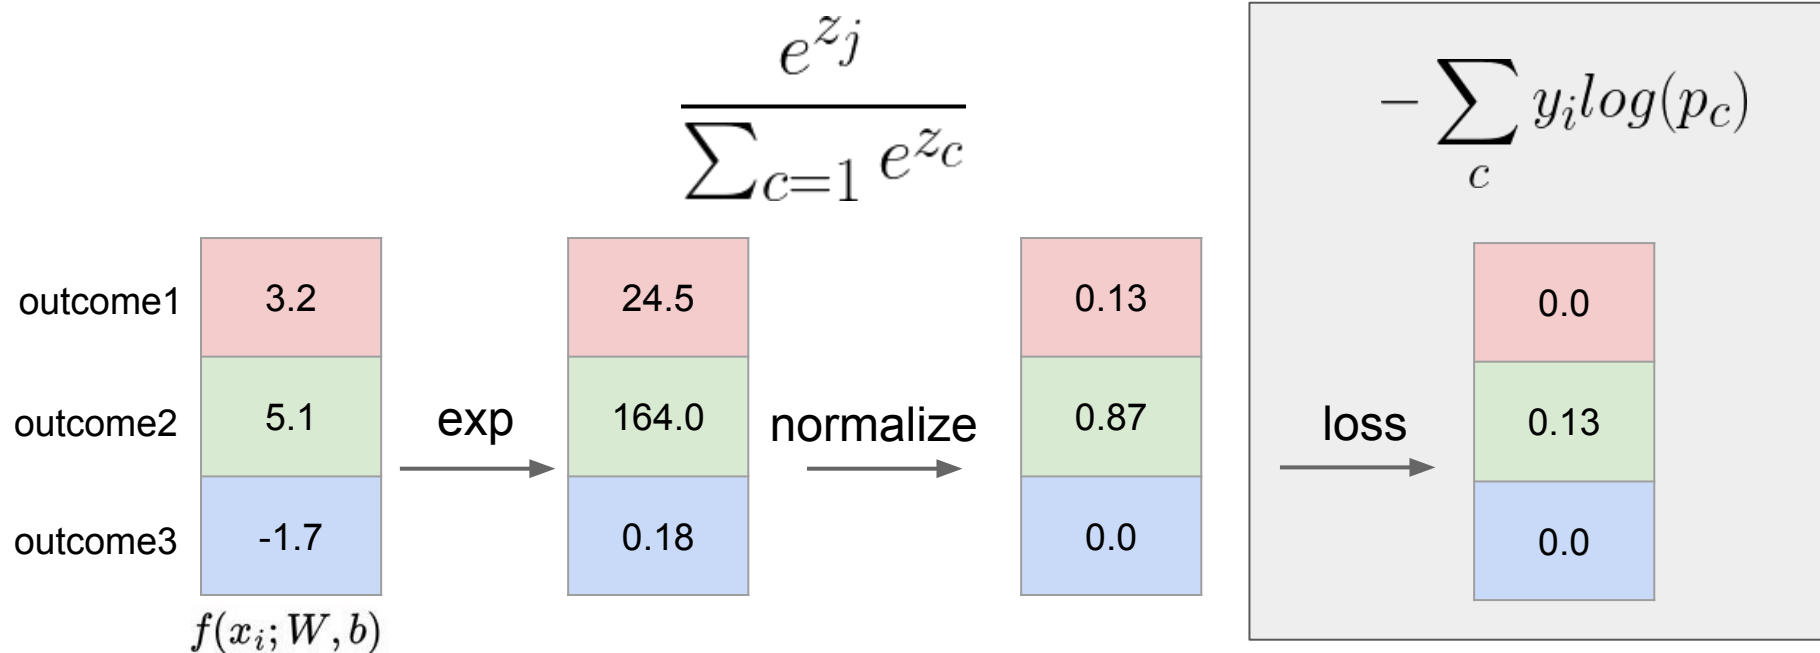 e^{z_j}
∑_{c=1} e^{z_c}
- ∑_c y_i log(p_c)
outcome1 3.2 24.5 0.13 0.0
outcome2 5.1 exp 164.0 normalize 0.87 loss 0.13
outcome3 -1.7 0.18 0.0 0.0
f(x_i; W, b)